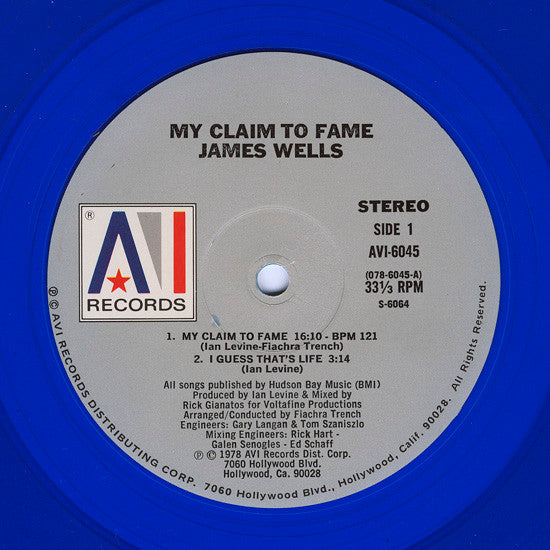 MY CLAIM TO FAME
JAMES WELLS
®
AVI
RECORDS
STEREO
SIDE 1
AVI-6045
(078-6045-A)
33⅓ RPM
S-6064
1. MY CLAIM TO FAME 16:10 - BPM 121
(Ian Levine-Fiachra Trench)
2. I GUESS THAT'S LIFE 3:14
(Ian Levine)
All songs published by Hudson Bay Music (BMI)
Produced by Ian Levine & Mixed by
Rick Gianatos for Voltafine Productions
Arranged/Conducted by Fiachra Trench
Engineers: Gary Langan & Tom Szaniszlo
Mixing Engineers: Rick Hart -
Galen Senogles - Ed Schaff
℗ © 1978 AVI Records Dist. Corp.
7060 Hollywood Blvd.
Hollywood, Ca. 90028
℗ © AVI RECORDS DISTRIBUTING CORP. 7060 Hollywood Blvd., Hollywood, Calif. 90028. All Rights Reserved.